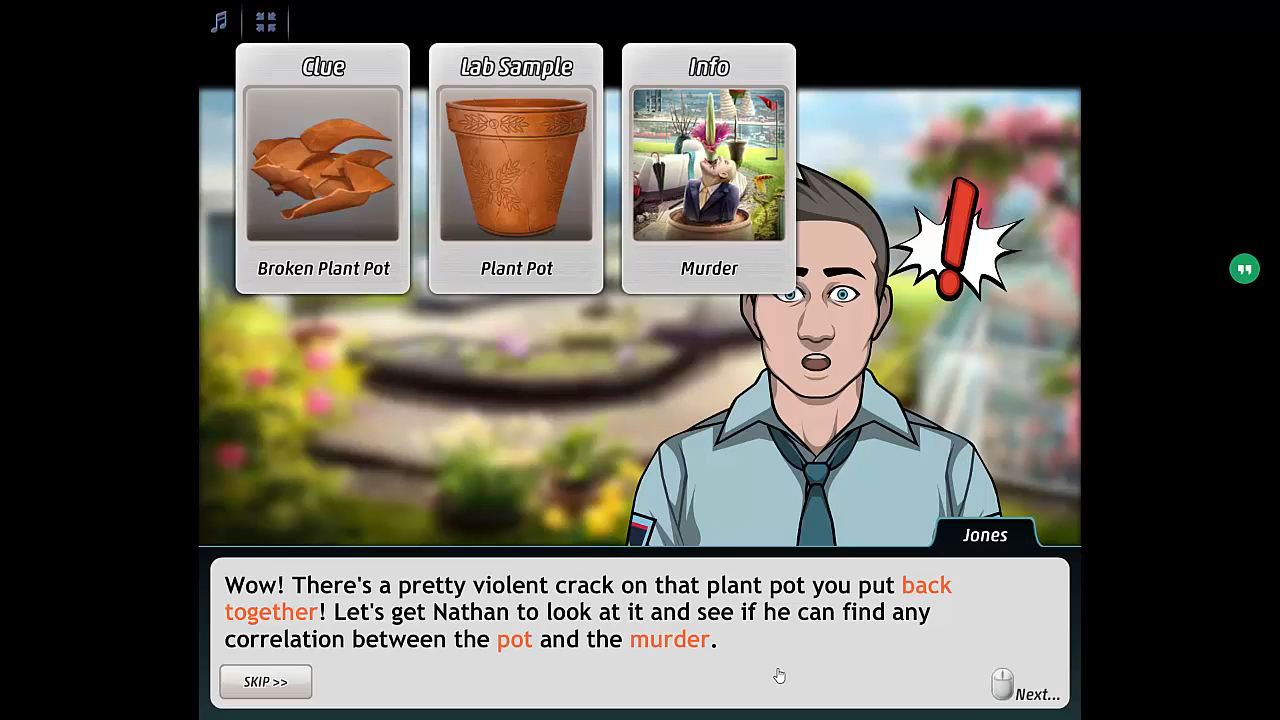 Clue
Lab Sample
Info
Broken Plant Pot
Plant Pot
Murder
Jones
Wow! There's a pretty violent crack on that plant pot you put back
together! Let's get Nathan to look at it and see if he can find any
correlation between the pot and the murder.
SKIP >>
Next...